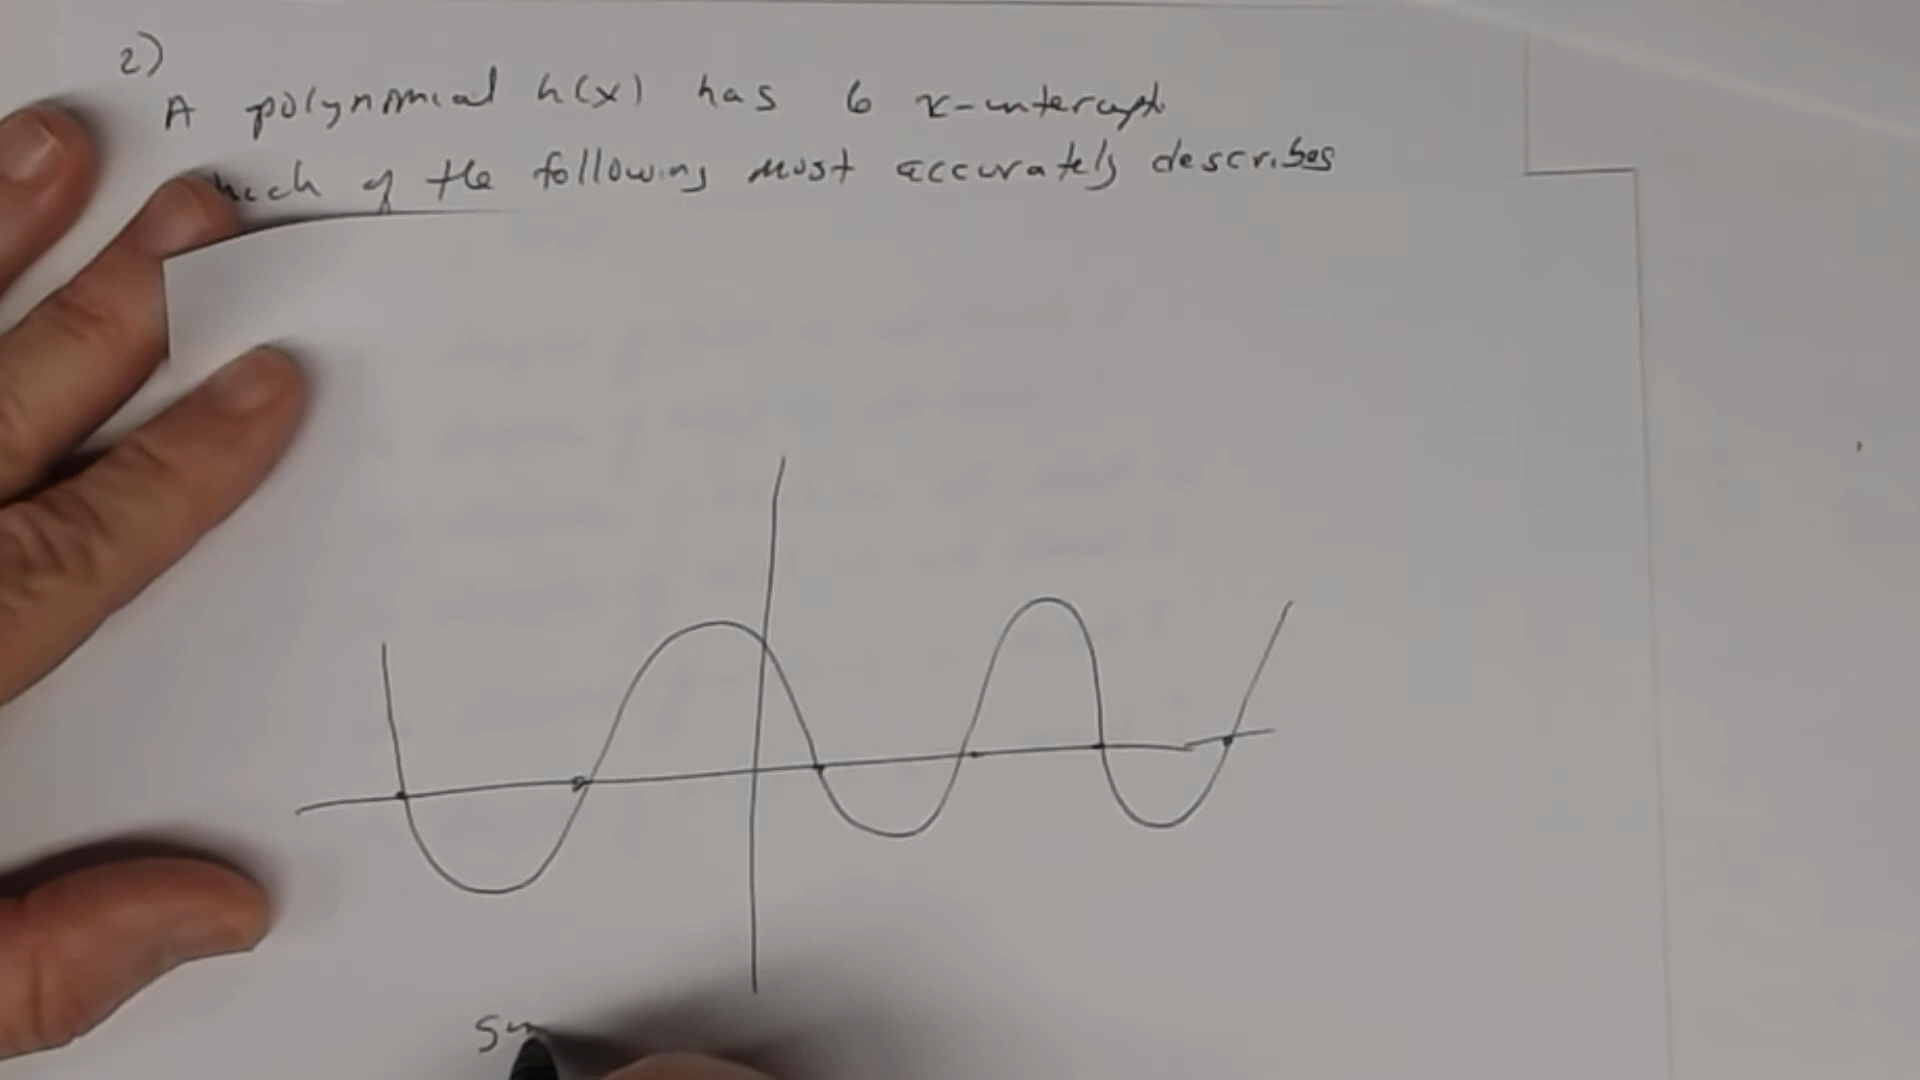 2)
A polynomial h(x) has 6 x-intercepts
of the following most accurately describes